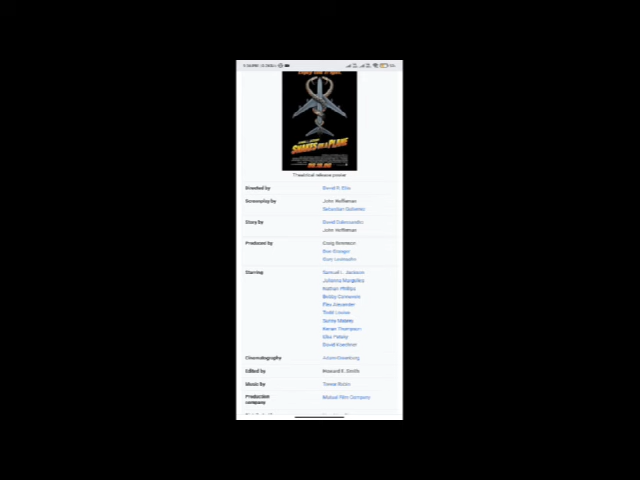 SNAKES ON A PLANE
Theatrical release poster
Directed by
David R. Ellis
Screenplay by
John Heffernan
Sebastian Gutierrez
Story by
David Dalessandro
John Heffernan
Produced by
Craig Berenson
Don Granger
Gary Levinsohn
Starring
Samuel L. Jackson
Julianna Margulies
Nathan Phillips
Bobby Cannavale
Flex Alexander
Todd Louiso
Sunny Mabrey
Kenan Thompson
Elsa Pataky
David Koechner
Cinematography
Adam Greenberg
Edited by
Howard E. Smith
Music by
Trevor Rabin
Production
company
Mutual Film Company